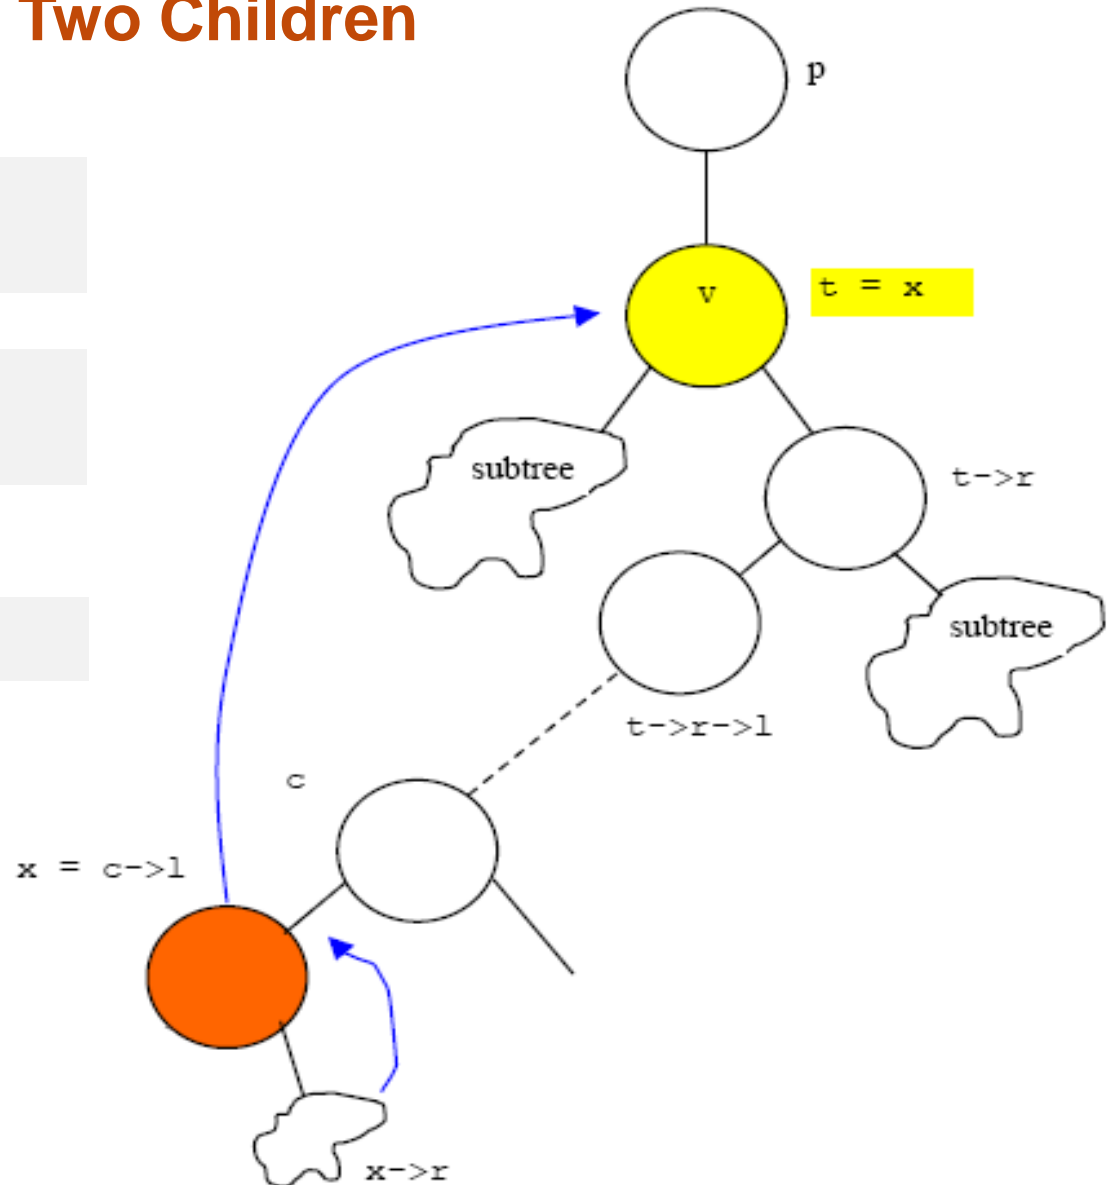 Two Children
p
v
t = x
subtree
t->r
subtree
t->r->l
c
x = c->l
x->r